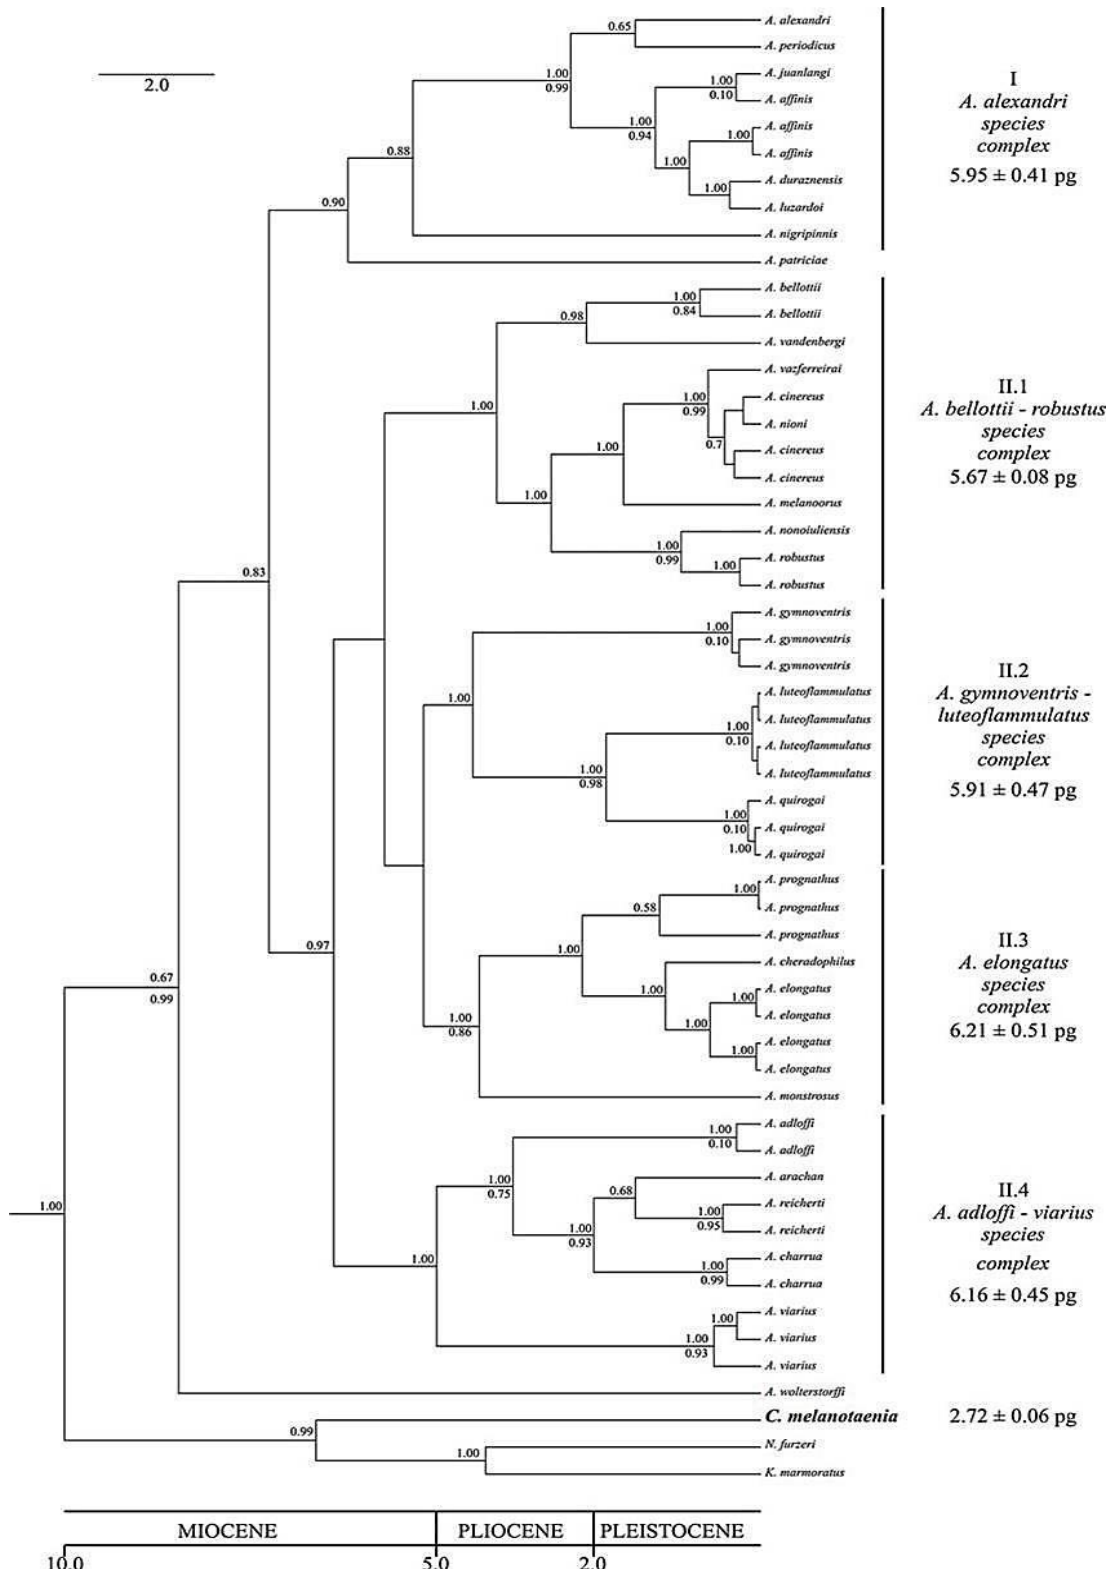 A. alexandri
0.65
A. periodicus
2.0
1.00
0.99
A. juanlangi
1.00
0.10
A. affinis
I
A. alexandri
species
complex
5.95 ± 0.41 pg
1.00
0.94
A. affinis
1.00
A. affinis
1.00
A. duraznensis
1.00
A. luzardoi
0.88
0.90
A. nigripinnis
A. patriciae
A. bellottii
1.00
0.84
A. bellottii
0.98
A. vandenbergi
A. vazferreirai
1.00
0.99
A. cinereus
A. nioni
0.7
A. cinereus
A. cinereus
1.00
1.00
1.00
A. melanoorus
A. nonoiuliensis
1.00
0.99
A. robustus
1.00
A. robustus
II.1
A. bellottii - robustus
species
complex
5.67 ± 0.08 pg
0.83
A. gymnoventris
1.00
0.10
A. gymnoventris
A. gymnoventris
1.00
A. luteoflammulatus
A. luteoflammulatus
1.00
0.10
A. luteoflammulatus
A. luteoflammulatus
1.00
0.98
A. quirogai
1.00
0.10
A. quirogai
1.00
A. quirogai
II.2
A. gymnoventris -
luteoflammulatus
species
complex
5.91 ± 0.47 pg
A. prognathus
1.00
A. prognathus
0.58
A. prognathus
0.97
1.00
A. cheradophilus
1.00
A. elongatus
1.00
A. elongatus
1.00
A. elongatus
1.00
A. elongatus
1.00
0.86
A. monstrosus
II.3
A. elongatus
species
complex
6.21 ± 0.51 pg
0.67
0.99
A. adloffi
1.00
0.10
A. adloffi
1.00
0.75
A. arachan
0.68
A. reicherti
1.00
0.95
A. reicherti
1.00
0.93
A. charrua
1.00
0.99
A. charrua
1.00
1.00
A. viarius
1.00
A. viarius
1.00
0.93
A. viarius
II.4
A. adloffi - viarius
species
complex
6.16 ± 0.45 pg
A. wolterstorffi
C. melanotaenia
2.72 ± 0.06 pg
0.99
N. furzeri
1.00
K. marmoratus
MIOCENE
PLIOCENE
PLEISTOCENE
10.0
5.0
2.0